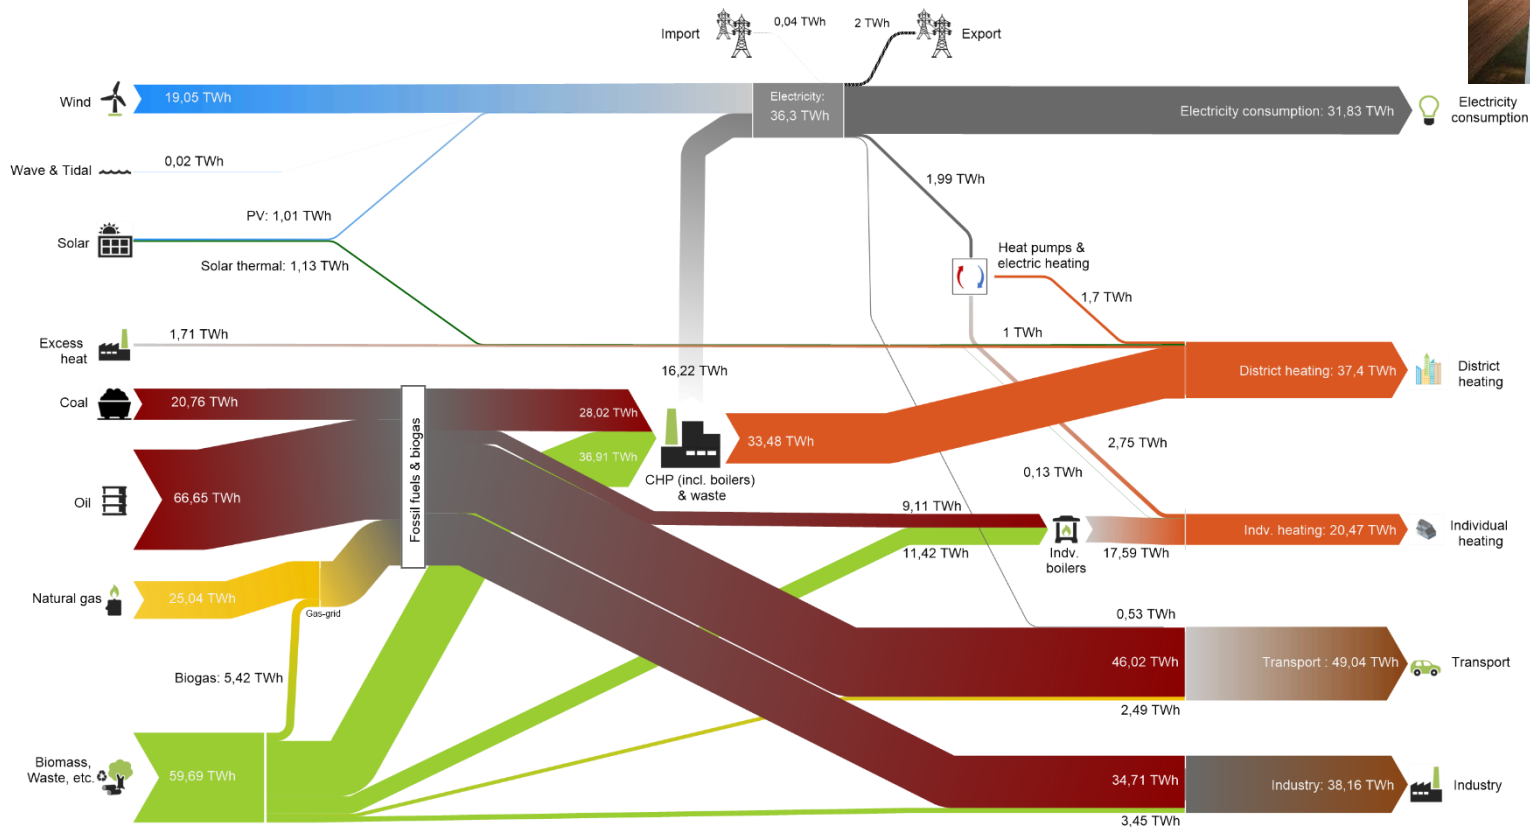 Import
0,04 TWh
2 TWh
Export
Wind
19,05 TWh
Electricity:
36,3 TWh
Electricity consumption: 31,83 TWh
Electricity
consumption
Wave & Tidal
0,02 TWh
1,99 TWh
PV: 1,01 TWh
Solar
Solar thermal: 1,13 TWh
Heat pumps &
electric heating
1,7 TWh
Excess
heat
1,71 TWh
1 TWh
16,22 TWh
District heating: 37,4 TWh
District
heating
Coal
20,76 TWh
28,02 TWh
Fossil fuels & biogas
33,48 TWh
2,75 TWh
36,91 TWh
0,13 TWh
CHP (incl. boilers)
& waste
Oil
66,65 TWh
9,11 TWh
11,42 TWh
Indv.
boilers
17,59 TWh
Indv. heating: 20,47 TWh
Individual
heating
Natural gas
25,04 TWh
Gas-grid
0,53 TWh
Biogas: 5,42 TWh
46,02 TWh
Transport : 49,04 TWh
Transport
2,49 TWh
Biomass,
Waste, etc.
59,69 TWh
34,71 TWh
Industry: 38,16 TWh
Industry
3,45 TWh